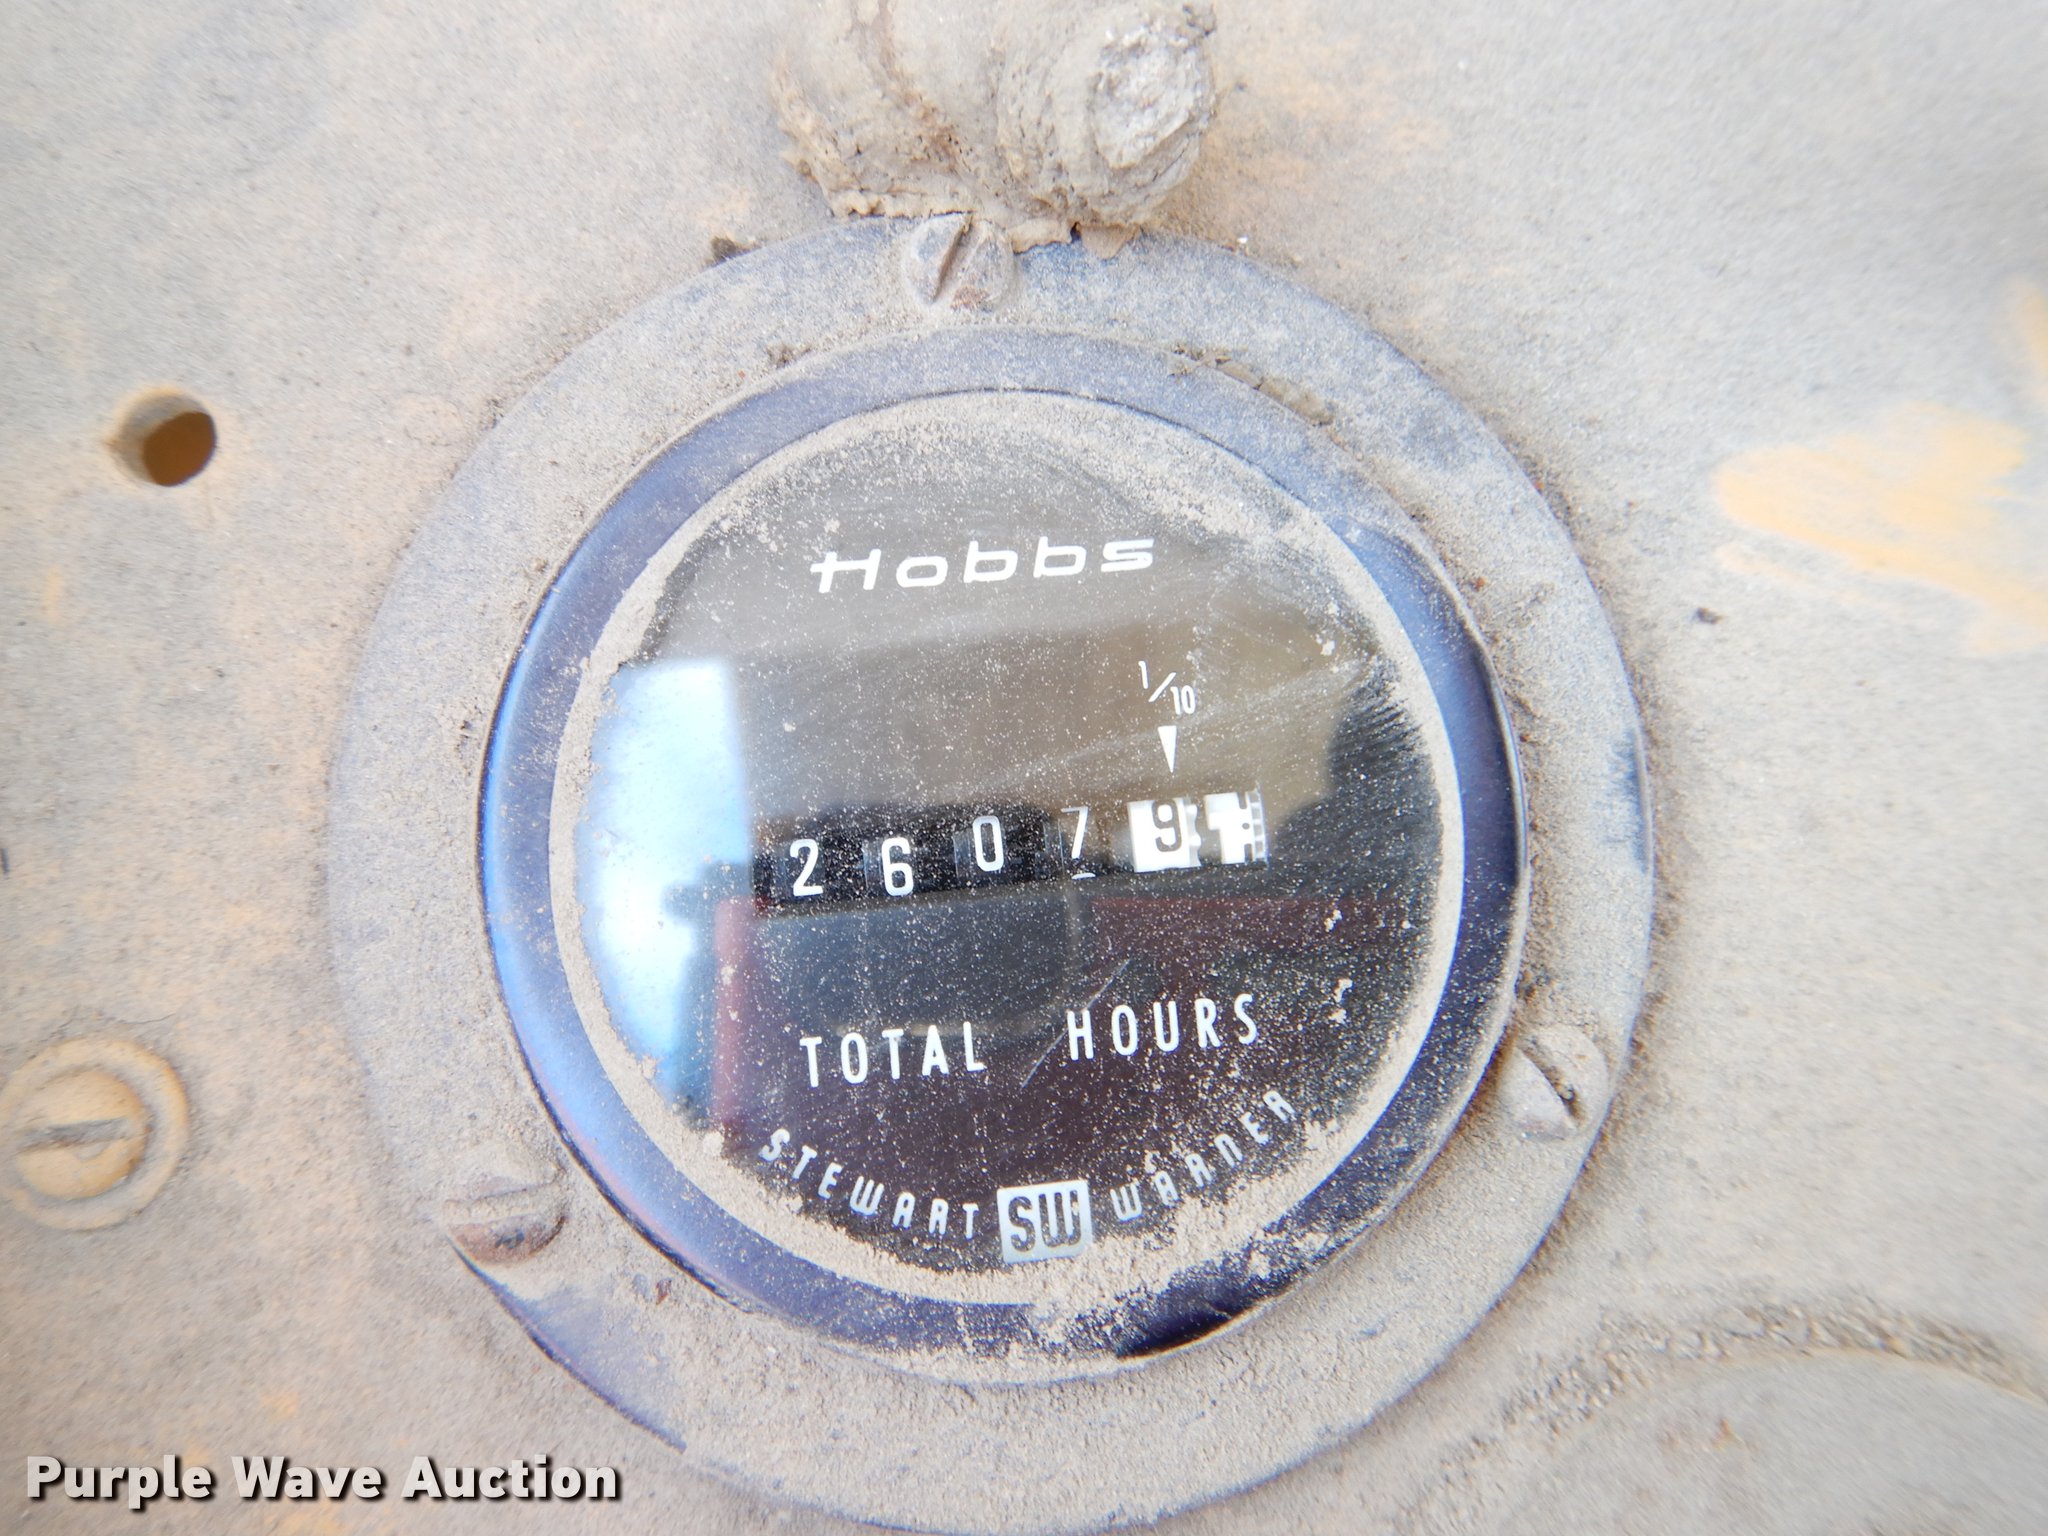 Hobbs
1/10
2 6 0 7 9
TOTAL HOURS
STEWART SW WARNER
Purple Wave Auction